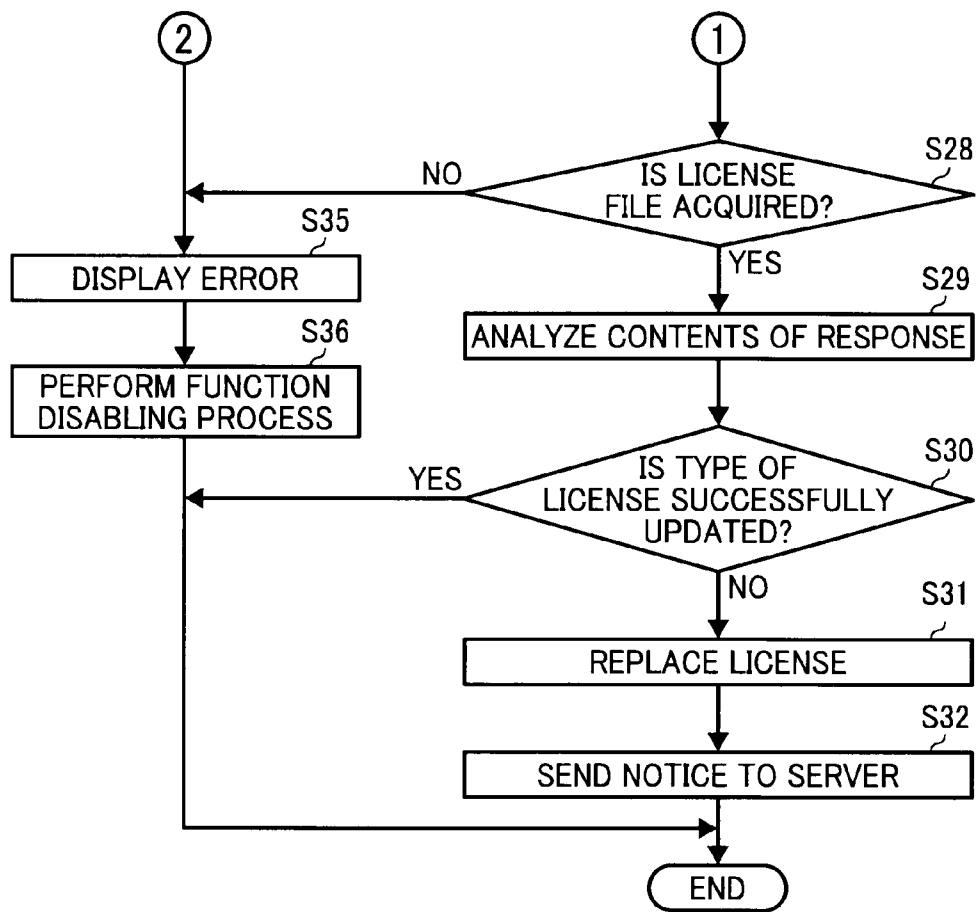 2
1
S28
NO
IS LICENSE
FILE ACQUIRED?
S35
YES
DISPLAY ERROR
S29
ANALYZE CONTENTS OF RESPONSE
S36
PERFORM FUNCTION
DISABLING PROCESS
S30
YES
IS TYPE OF
LICENSE SUCCESSFULLY
UPDATED?
NO
S31
REPLACE LICENSE
S32
SEND NOTICE TO SERVER
END